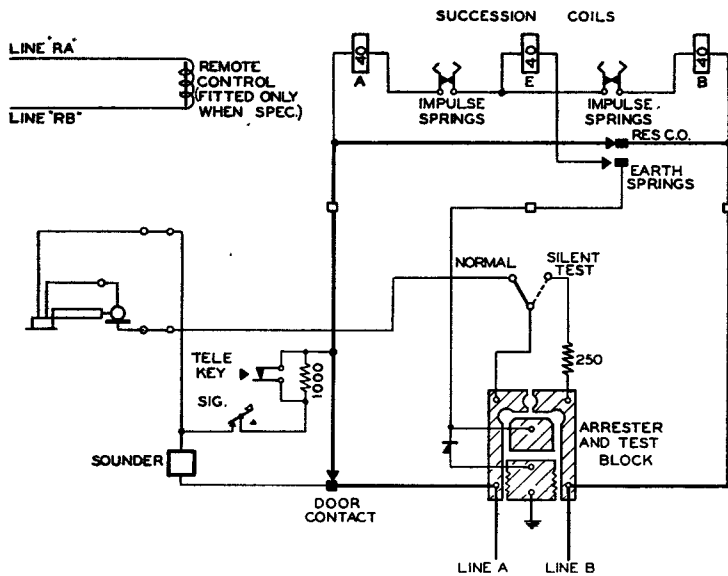 SUCCESSION COILS
LINE "RA"
REMOTE
CONTROL
(FITTED ONLY
WHEN SPEC.)
LINE "RB"
40
A
40
E
40
B
IMPULSE
SPRINGS
IMPULSE
SPRINGS
RES C.O.
EARTH
SPRINGS
NORMAL
SILENT
TEST
250
TELE
KEY
1000
SIG.
SOUNDER
DOOR
CONTACT
ARRESTER
AND TEST
BLOCK
LINE A
LINE B